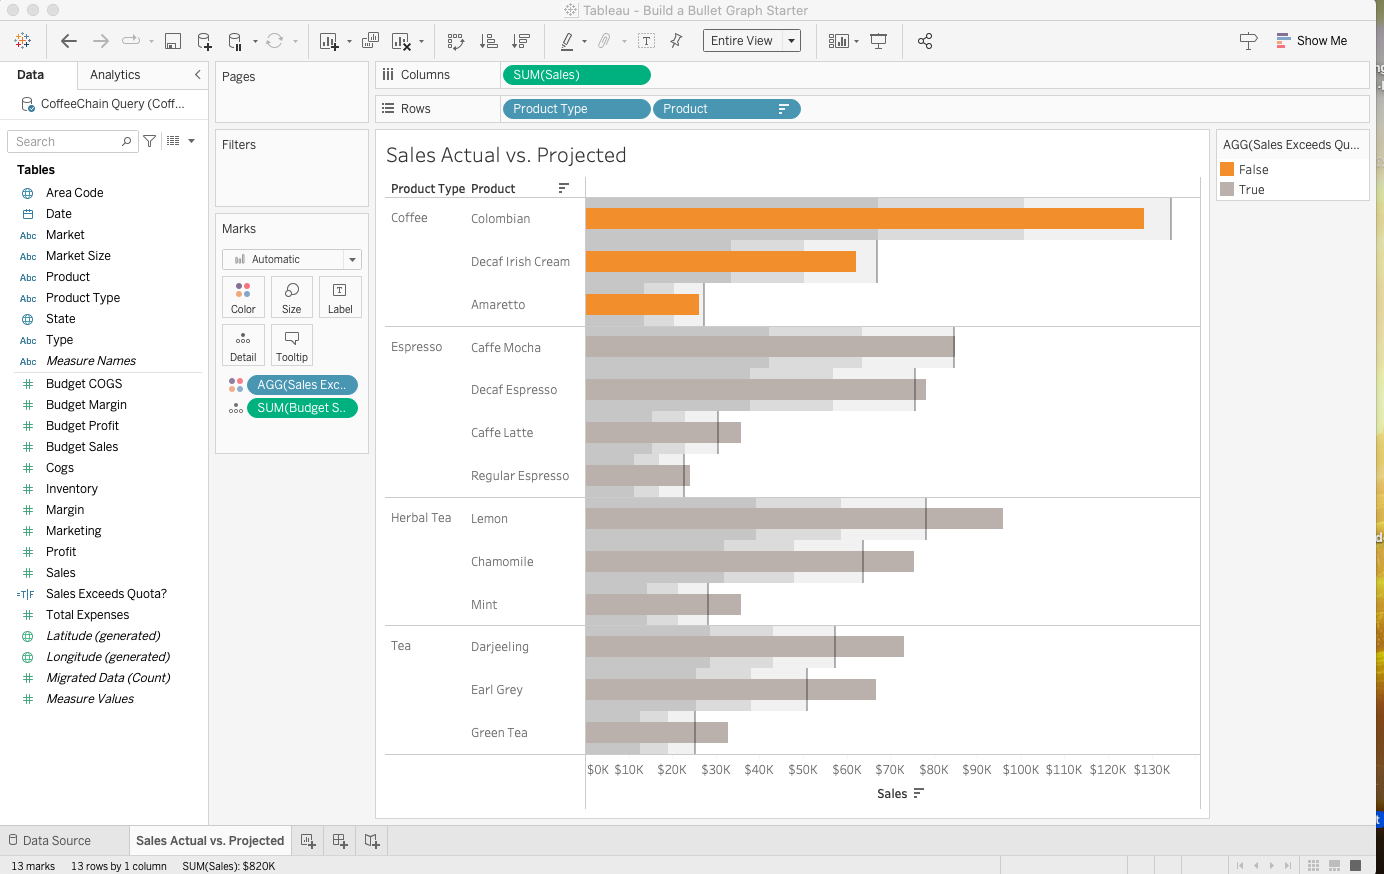 Tableau - Build a Bullet Graph Starter
Entire View
Show Me
Data
Analytics
Pages
Columns
SUM(Sales)
CoffeeChain Query (Coff...
Rows
Product Type
Product
Search
Filters
AGG(Sales Exceeds Qu...
False
True
Tables
Area Code
Date
Market
Market Size
Product
Product Type
State
Type
Measure Names
Budget COGS
Budget Margin
Budget Profit
Budget Sales
Cogs
Inventory
Margin
Marketing
Profit
Sales
Sales Exceeds Quota?
Total Expenses
Latitude (generated)
Longitude (generated)
Migrated Data (Count)
Measure Values
Abc
Abc
Abc
Abc
Abc
Abc
=T|F
Marks
Automatic
Color
Size
Label
Detail
Tooltip
AGG(Sales Exc..
SUM(Budget S..
Sales Actual vs. Projected
Product Type Product
Coffee
Colombian
Decaf Irish Cream
Amaretto
Espresso
Caffe Mocha
Decaf Espresso
Caffe Latte
Regular Espresso
Herbal Tea
Lemon
Chamomile
Mint
Tea
Darjeeling
Earl Grey
Green Tea
$0K $10K $20K $30K $40K $50K $60K $70K $80K $90K $100K $110K $120K $130K
Sales
Data Source
Sales Actual vs. Projected
13 marks 13 rows by 1 column SUM(Sales): $820K